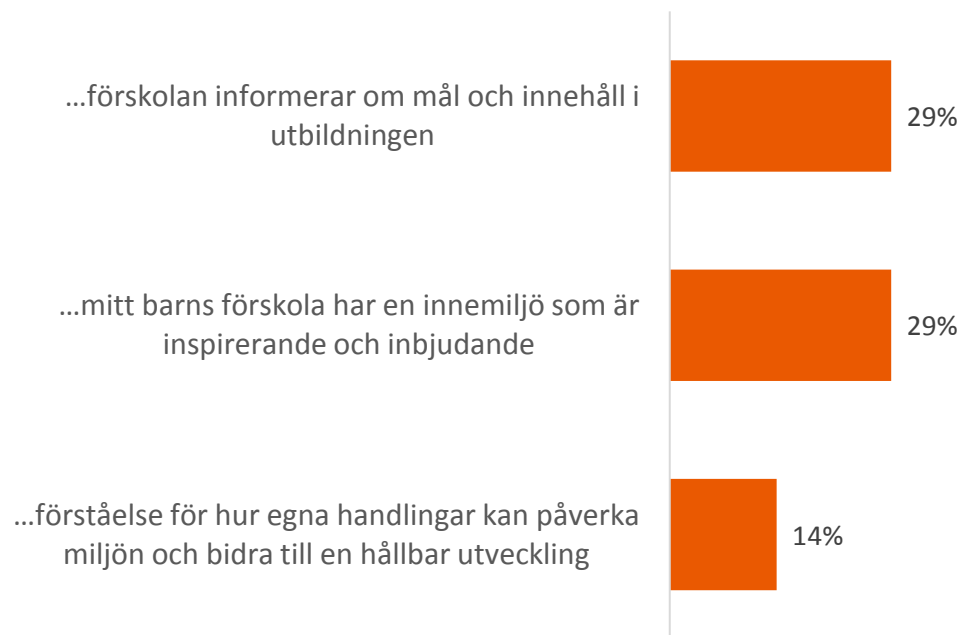 ...förskolan informerar om mål och innehåll i
utbildningen
29%
...mitt barns förskola har en innemiljö som är
inspirerande och inbjudande
29%
...förståelse för hur egna handlingar kan påverka
miljön och bidra till en hållbar utveckling
14%